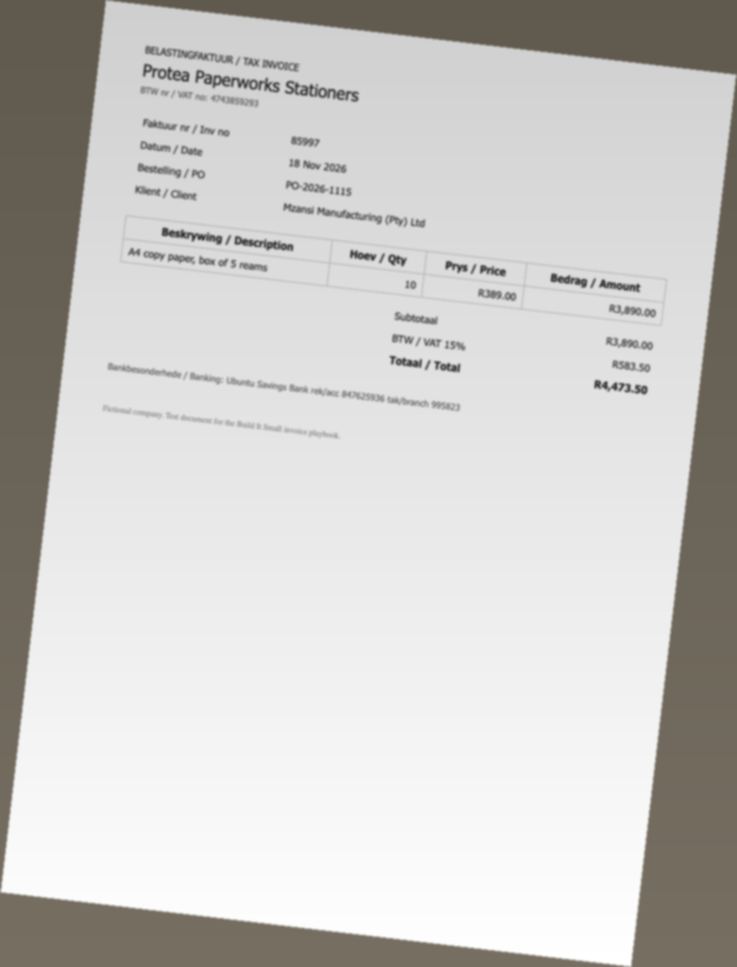 BELASTINGFAKTUUR / TAX INVOICE
Protea Paperworks Stationers
BTW nr / VAT no: 4743859293
Faktuur nr / Inv no 85997
Datum / Date 18 Nov 2026
Bestelling / PO PO-2026-1115
Klient / Client Mzansi Manufacturing (Pty) Ltd
Beskrywing / Description Hoev / Qty Prys / Price Bedrag / Amount
A4 copy paper, box of 5 reams 10 R389.00 R3,890.00
Subtotaal R3,890.00
BTW / VAT 15% R583.50
Totaal / Total R4,473.50
Bankbesonderhede / Banking: Ubuntu Savings Bank rek/acc 847625936 tak/branch 995823
Fictional company. Test document for the Build It Small invoice playbook.